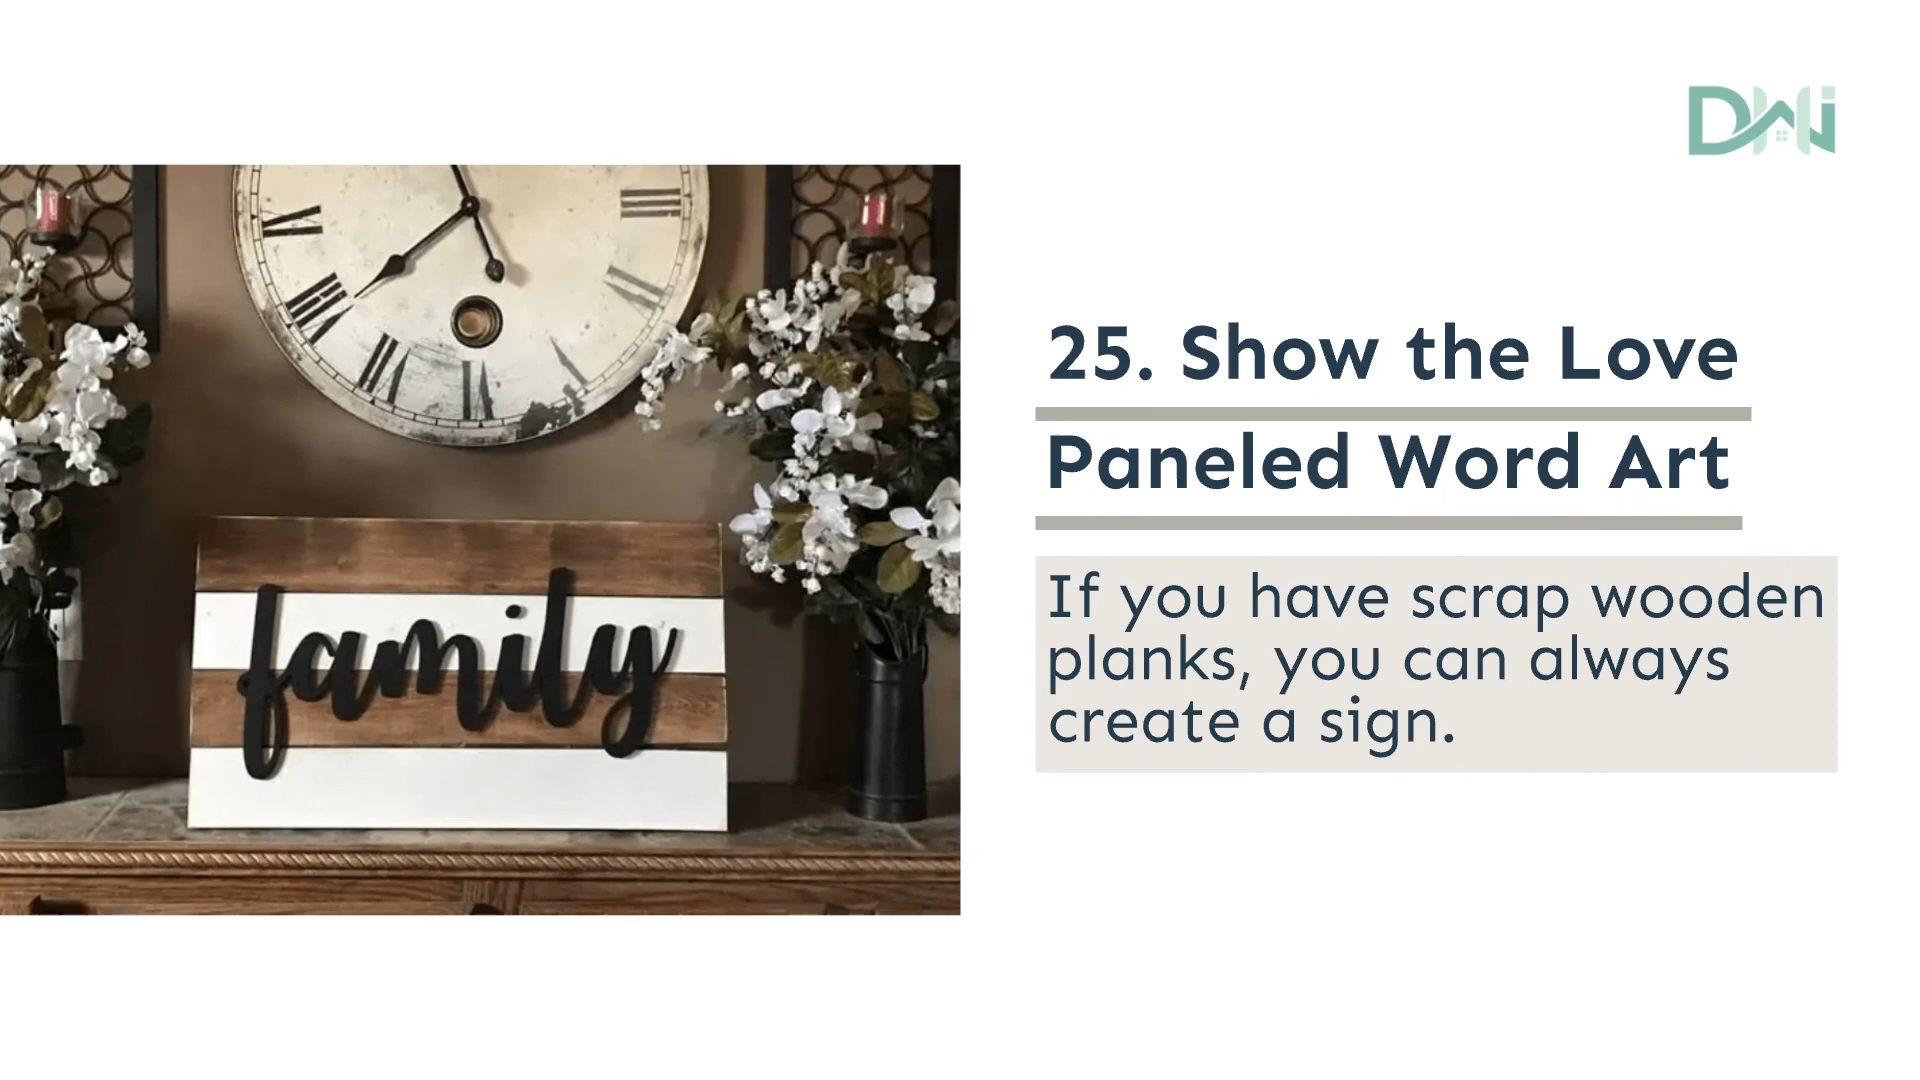 DWi
25. Show the Love
Paneled Word Art
If you have scrap wooden
planks, you can always
create a sign.
family